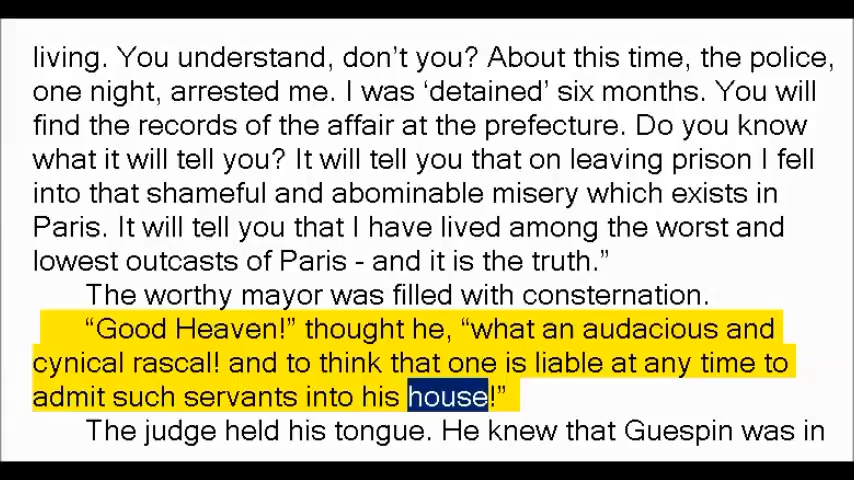 living. You understand, don’t you? About this time, the police,
one night, arrested me. I was ‘detained’ six months. You will
find the records of the affair at the prefecture. Do you know
what it will tell you? It will tell you that on leaving prison I fell
into that shameful and abominable misery which exists in
Paris. It will tell you that I have lived among the worst and
lowest outcasts of Paris - and it is the truth.”
The worthy mayor was filled with consternation.
“Good Heaven!” thought he, “what an audacious and
cynical rascal! and to think that one is liable at any time to
admit such servants into his house!”
The judge held his tongue. He knew that Guespin was in